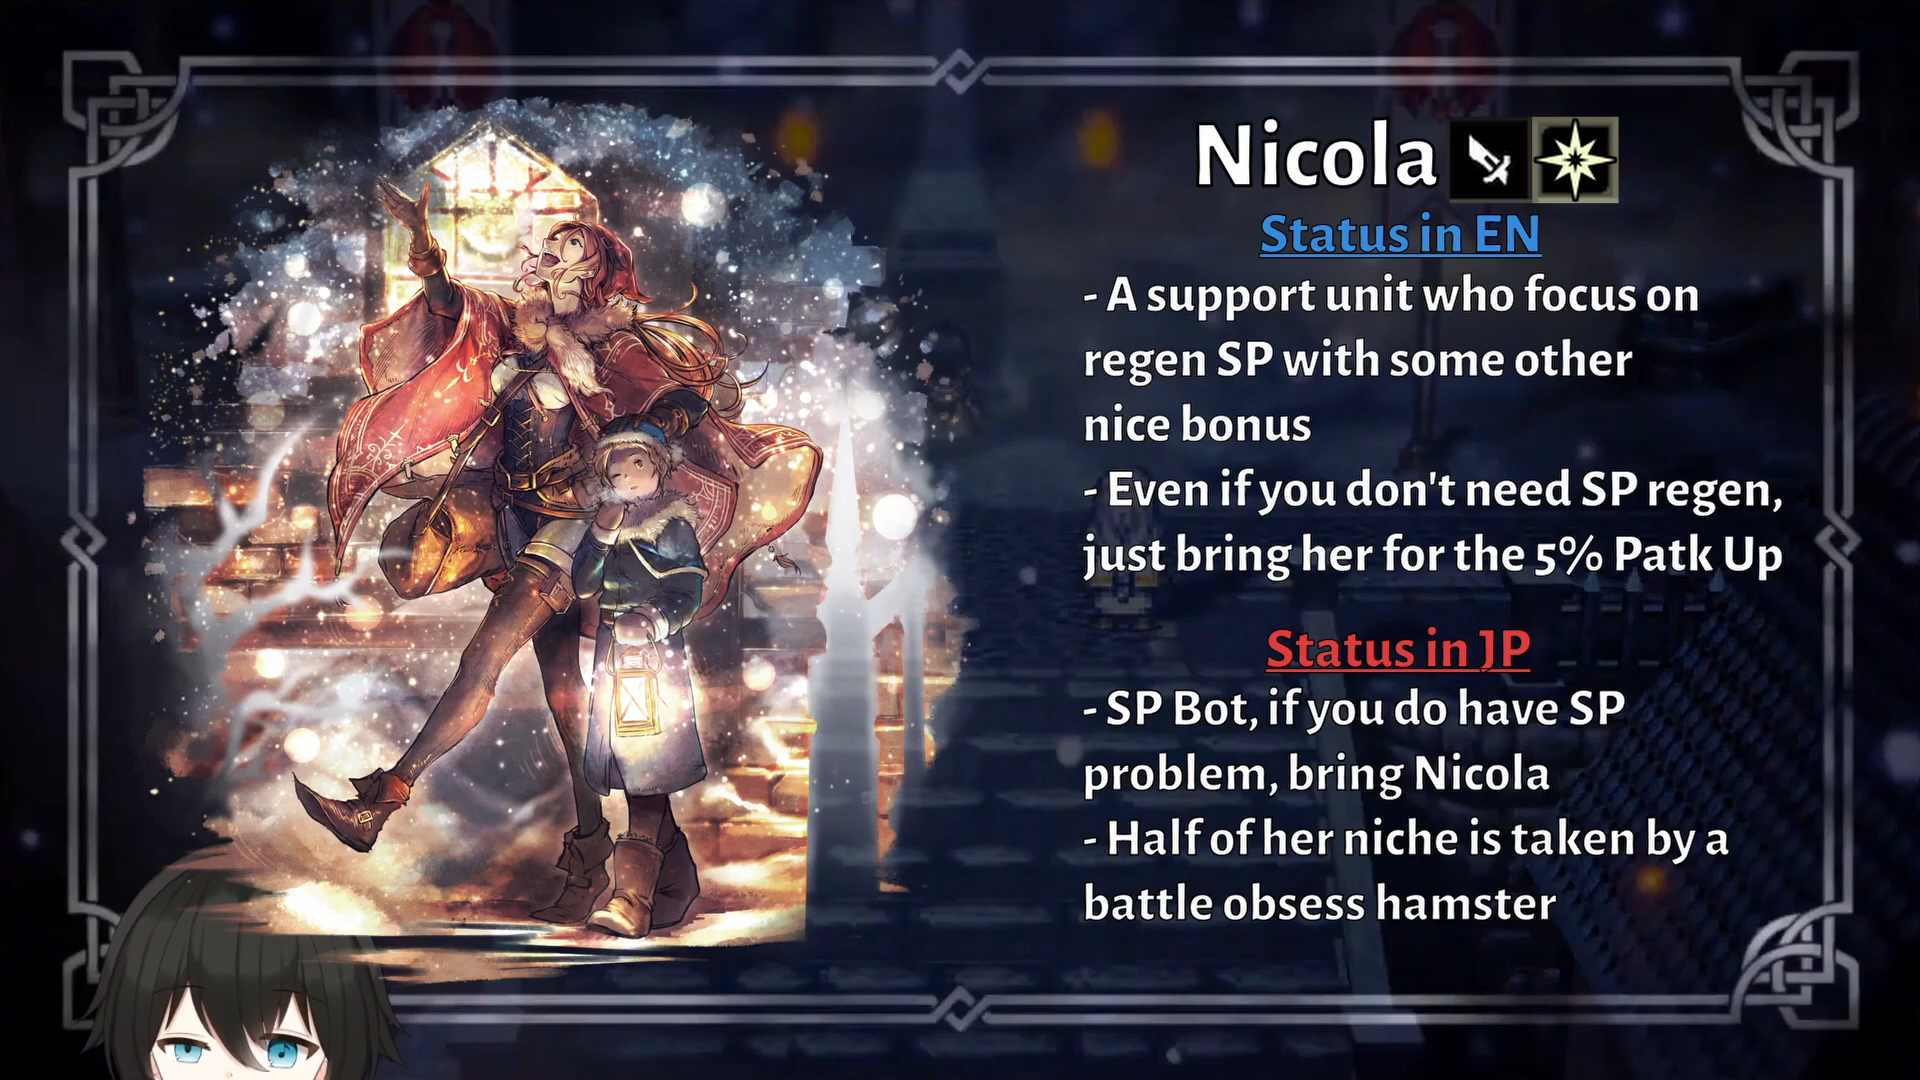 Nicola
Status in EN
- A support unit who focus on
regen SP with some other
nice bonus
- Even if you don't need SP regen,
just bring her for the 5% Patk Up
Status in JP
- SP Bot, if you do have SP
problem, bring Nicola
- Half of her niche is taken by a
battle obsess hamster